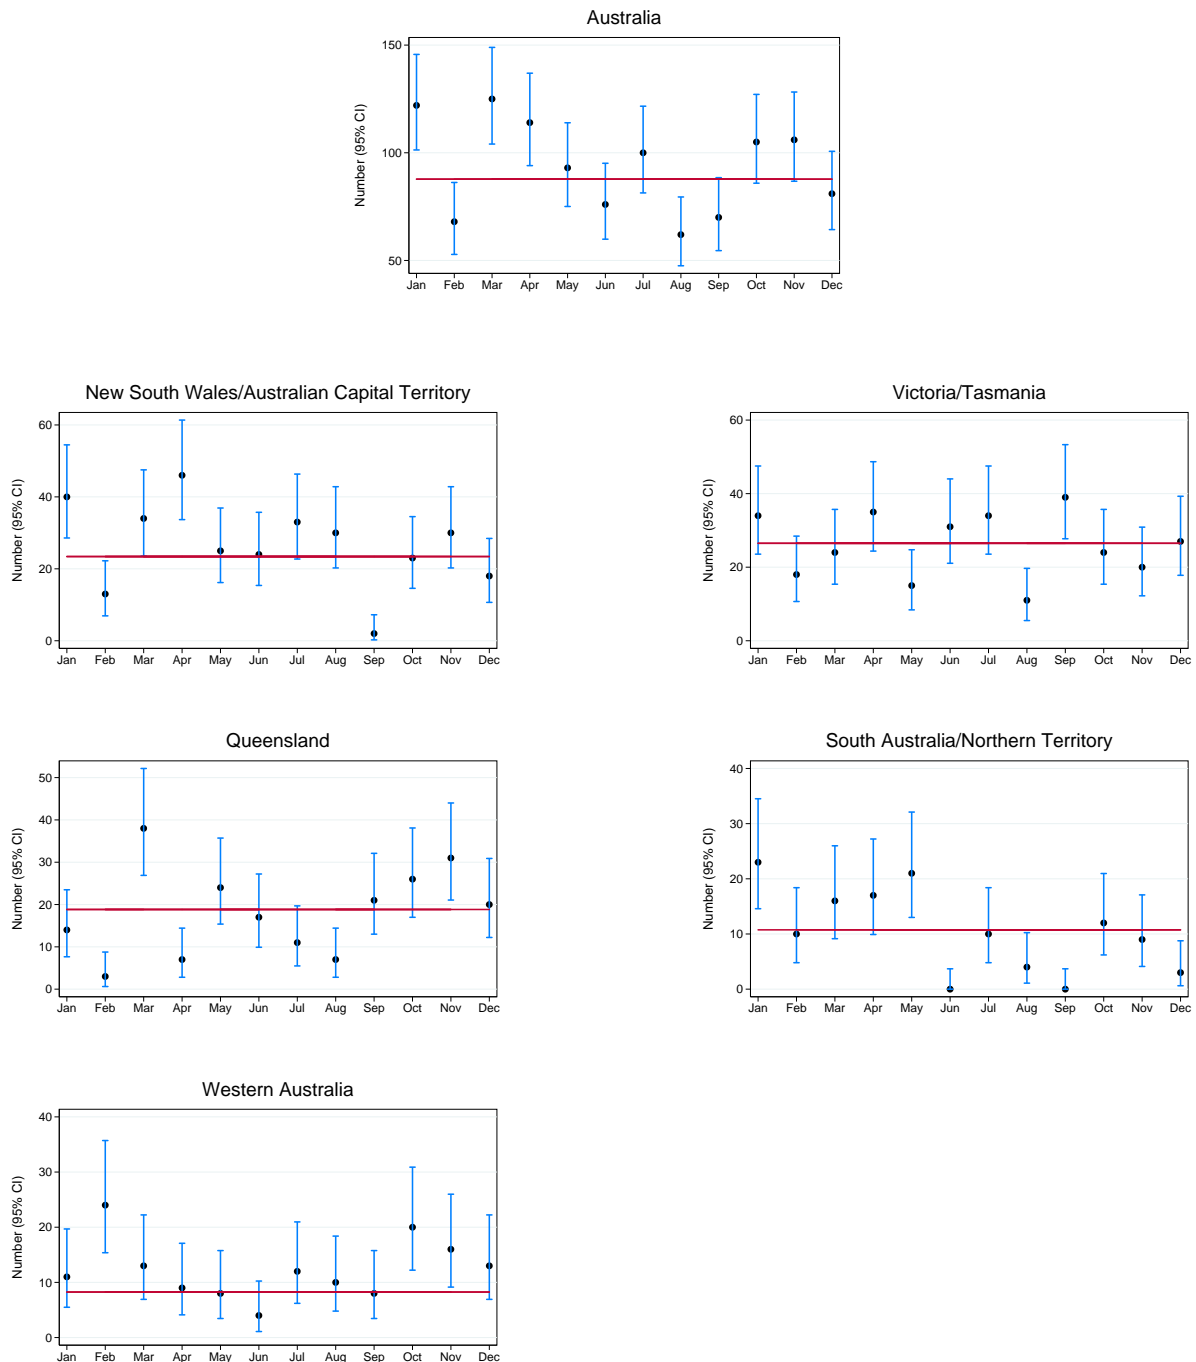 Australia
Number (95% CI)
150
100
50
Jan Feb Mar Apr May Jun Jul Aug Sep Oct Nov Dec
New South Wales/Australian Capital Territory
Number (95% CI)
60
40
20
0
Jan Feb Mar Apr May Jun Jul Aug Sep Oct Nov Dec
Victoria/Tasmania
Number (95% CI)
60
40
20
0
Jan Feb Mar Apr May Jun Jul Aug Sep Oct Nov Dec
Queensland
Number (95% CI)
50
40
30
20
10
0
Jan Feb Mar Apr May Jun Jul Aug Sep Oct Nov Dec
South Australia/Northern Territory
Number (95% CI)
40
30
20
10
0
Jan Feb Mar Apr May Jun Jul Aug Sep Oct Nov Dec
Western Australia
Number (95% CI)
40
30
20
10
0
Jan Feb Mar Apr May Jun Jul Aug Sep Oct Nov Dec